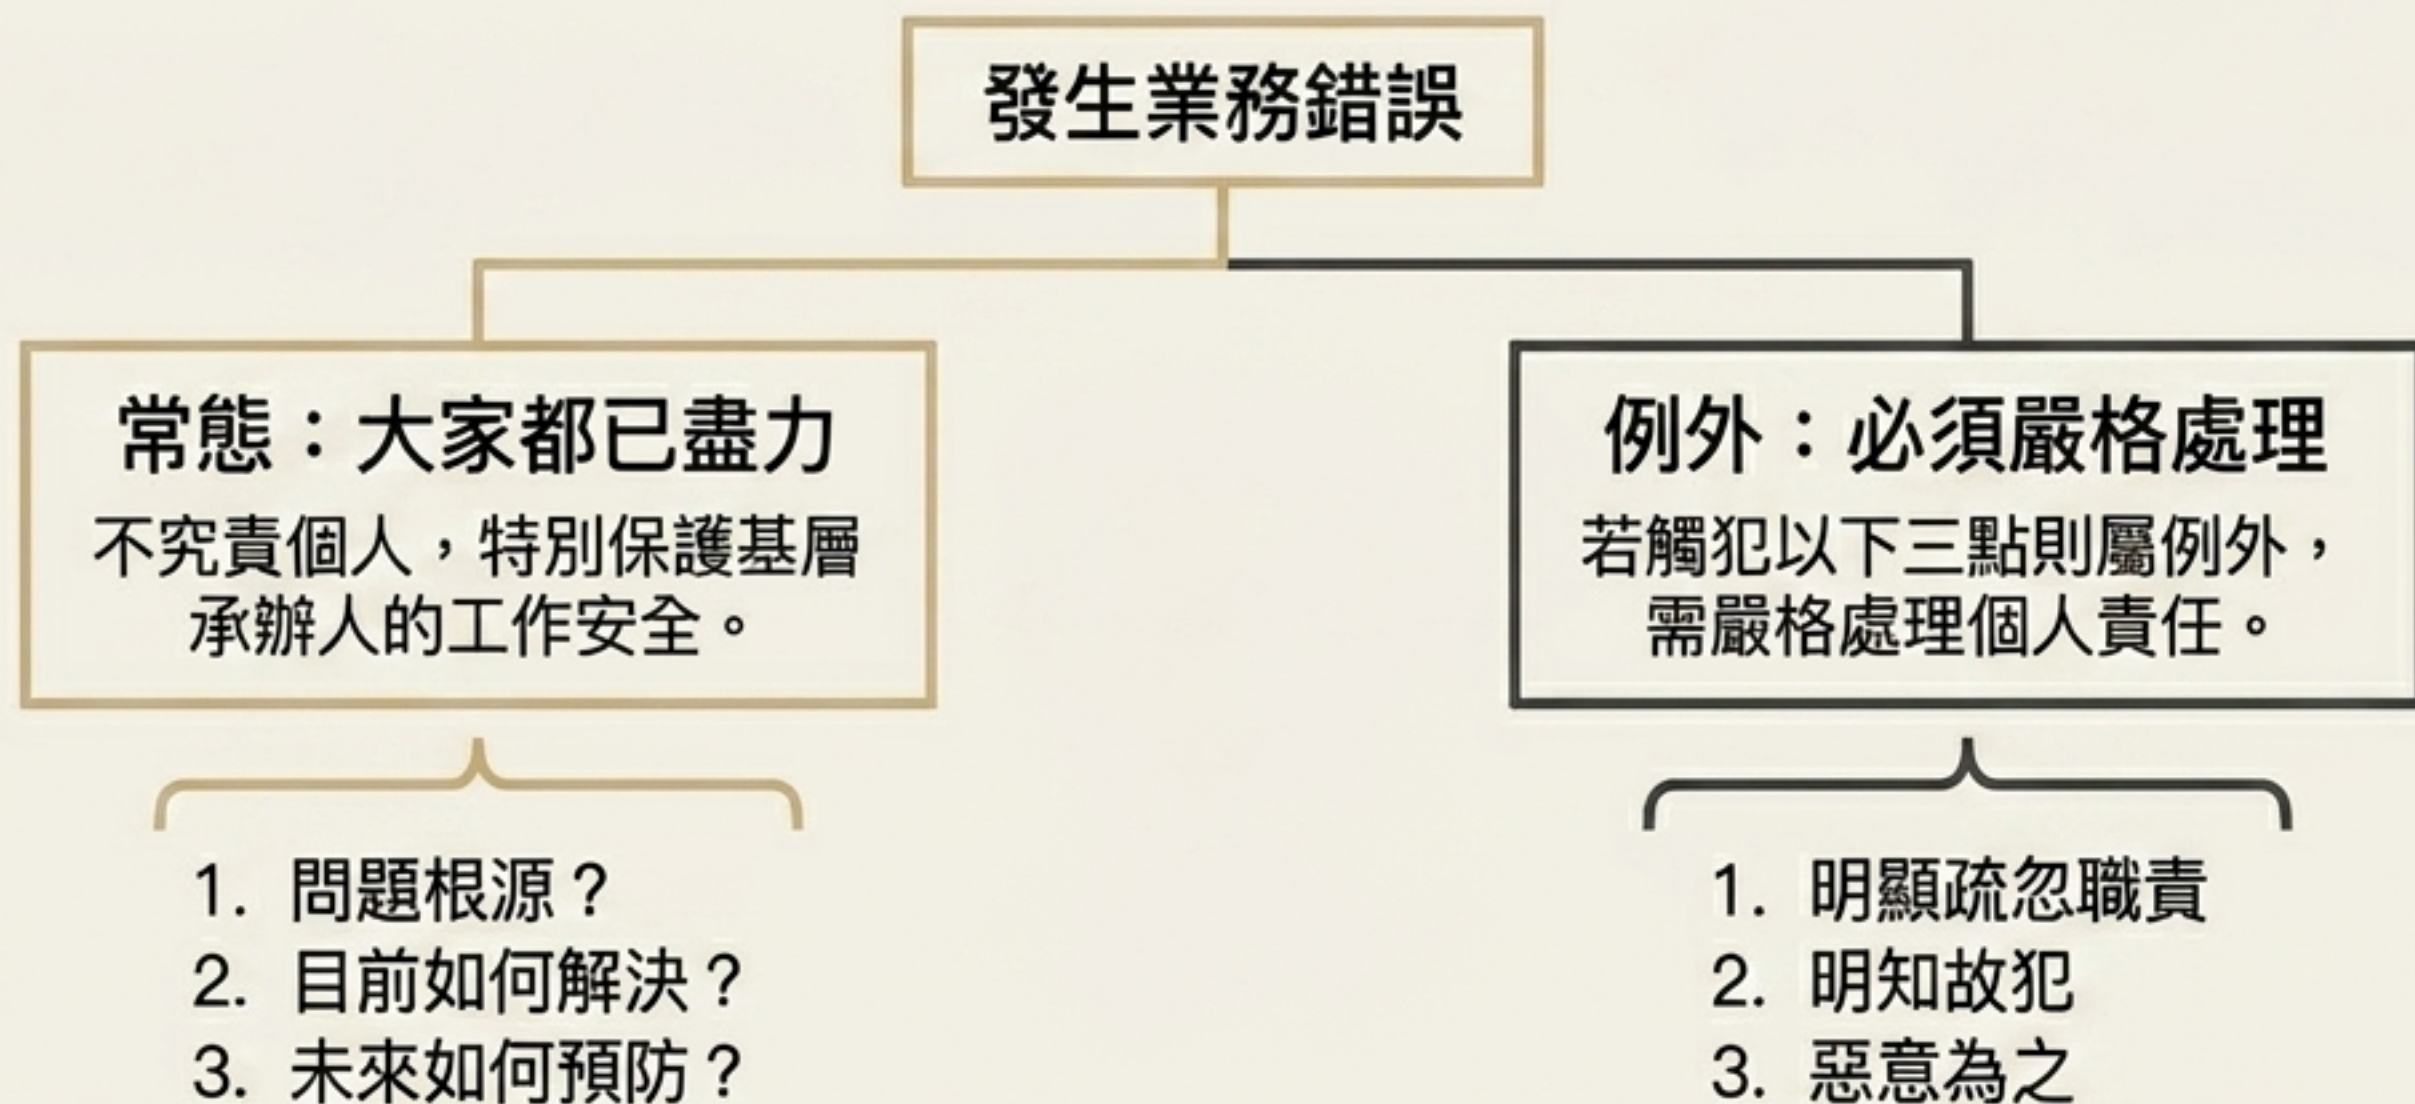 發生業務錯誤
常態：大家都已盡力
不究責個人，特別保護基層
承辦人的工作安全。
1. 問題根源？
2. 目前如何解決？
3. 未來如何預防？
例外：必須嚴格處理
若觸犯以下三點則屬例外，
需嚴格處理個人責任。
1. 明顯疏忽職責
2. 明知故犯
3. 惡意為之